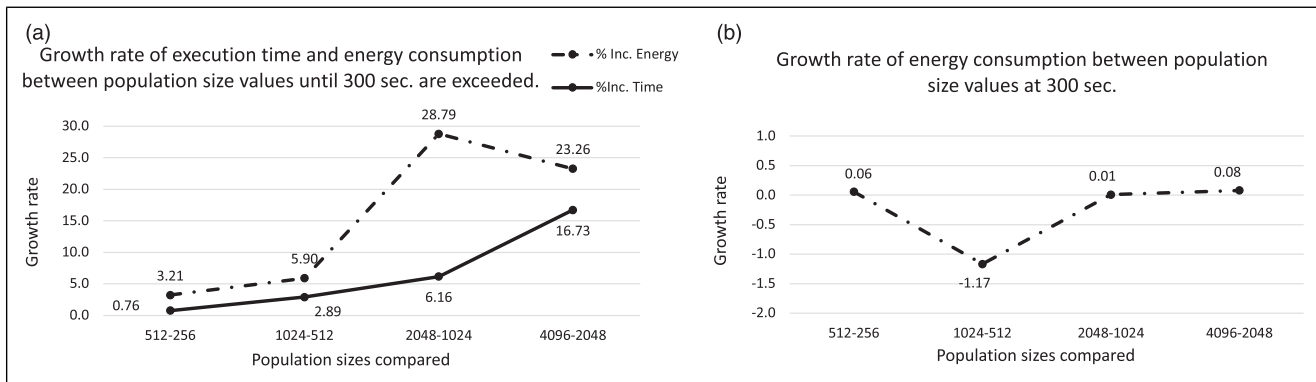 (a)
Growth rate of execution time and energy consumption
between population size values until 300 sec. are exceeded.
% Inc. Energy
%Inc. Time
30.0
25.0
20.0
15.0
10.0
5.0
0.0
Growth rate
28.79
23.26
16.73
5.90
3.21
0.76
2.89
6.16
512-256
1024-512
2048-1024
4096-2048
Population sizes compared
(b)
Growth rate of energy consumption between population
size values at 300 sec.
1.0
0.5
0.0
-0.5
-1.0
-1.5
-2.0
Growth rate
0.06
-1.17
0.01
0.08
512-256
1024-512
2048-1024
4096-2048
Population sizes compared